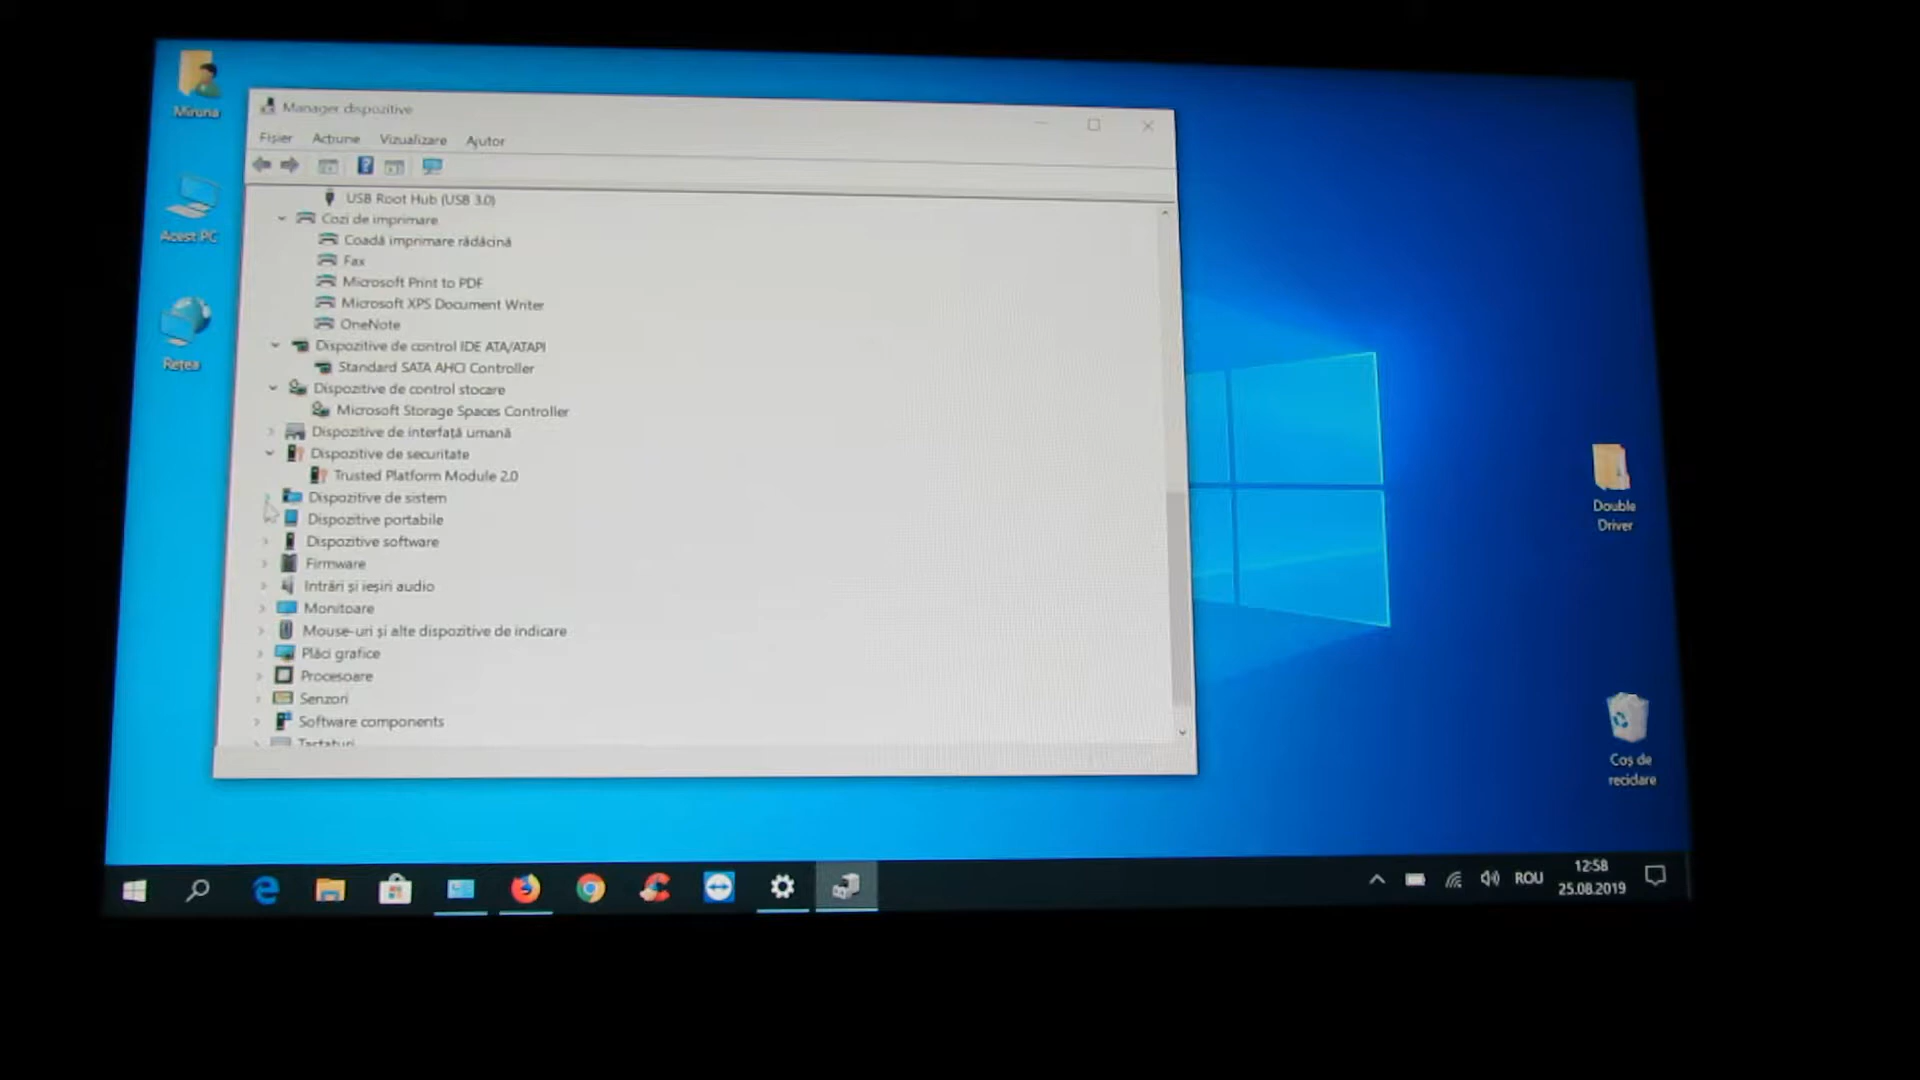 Miruna
Acest PC
Rețea
Manager dispozitive
Fișier Acțiune Vizualizare Ajutor
USB Root Hub (USB 3.0)
Cozi de imprimare
Coadă imprimare rădăcină
Fax
Microsoft Print to PDF
Microsoft XPS Document Writer
OneNote
Dispozitive de control IDE ATA/ATAPI
Standard SATA AHCI Controller
Dispozitive de control stocare
Microsoft Storage Spaces Controller
Dispozitive de interfață umană
Dispozitive de securitate
Trusted Platform Module 2.0
Dispozitive de sistem
Dispozitive portabile
Dispozitive software
Firmware
Intrări și ieșiri audio
Monitoare
Mouse-uri și alte dispozitive de indicare
Plăci grafice
Procesoare
Senzori
Software components
Tastaturi
Double
Driver
Coș de
reciclare
ROU
12:58
25.08.2019